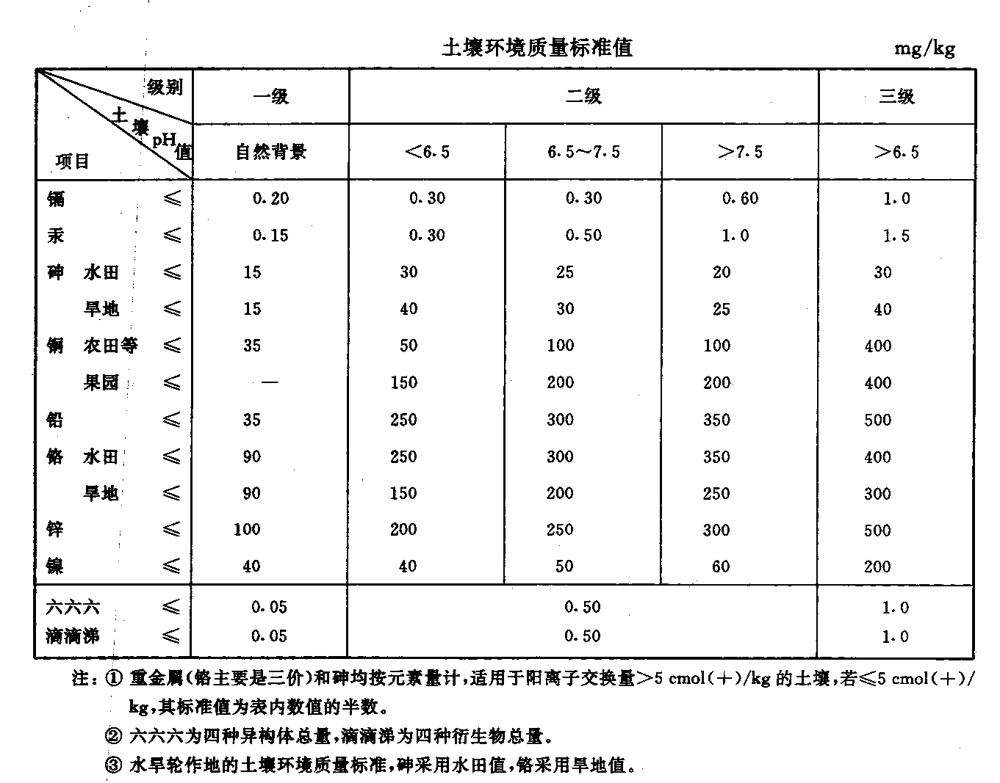 土壤环境质量标准值 mg/kg
级别 一级 二级 三级
土壤pH值
项目 自然背景 <6.5 6.5~7.5 >7.5 >6.5
镉 ≤ 0.20 0.30 0.30 0.60 1.0
汞 ≤ 0.15 0.30 0.50 1.0 1.5
砷 水田 ≤ 15 30 25 20 30
旱地 ≤ 15 40 30 25 40
铜 农田等 ≤ 35 50 100 100 400
果园 ≤ — 150 200 200 400
铅 ≤ 35 250 300 350 500
铬 水田 ≤ 90 250 300 350 400
旱地 ≤ 90 150 200 250 300
锌 ≤ 100 200 250 300 500
镍 ≤ 40 40 50 60 200
六六六 ≤ 0.05 0.50 1.0
滴滴涕 ≤ 0.05 0.50 1.0
注:① 重金属(铬主要是三价)和砷均按元素量计,适用于阳离子交换量>5 cmol(+)/kg 的土壤,若≤5 cmol(+)/
kg,其标准值为表内数值的半数。
② 六六六为四种异构体总量,滴滴涕为四种衍生物总量。
③ 水旱轮作地的土壤环境质量标准,砷采用水田值,铬采用旱地值。